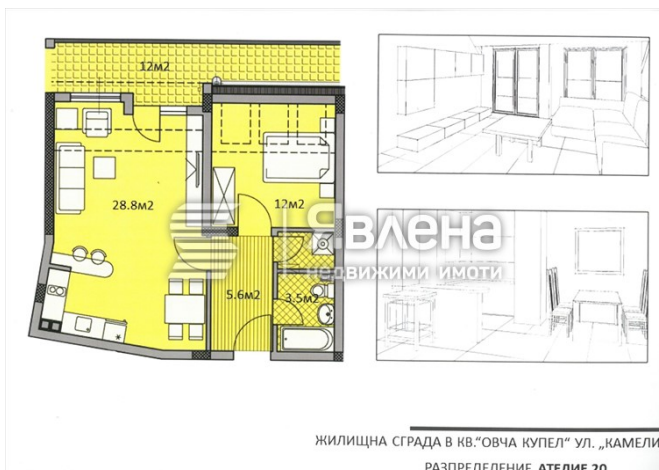 12м2
28.8м2
12м2
Явлена
недвижими имоти
5.6м2
3.5м2
ЖИЛИЩНА СГРАДА В КВ."ОВЧА КУПЕЛ" УЛ. „КАМЕЛИ
РАЗПРЕДЕЛЕНИЕ АТЕЛИЕ 20